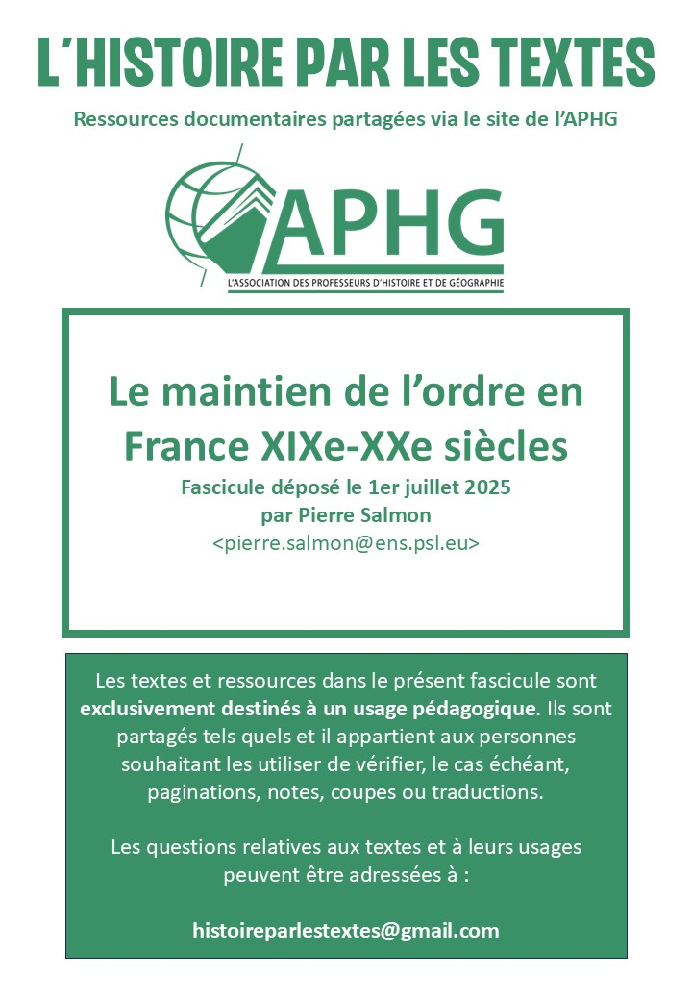 L'HISTOIRE PAR LES TEXTES
Ressources documentaires partagées via le site de l'APHG
APHG
L'ASSOCIATION DES PROFESSEURS D'HISTOIRE ET DE GÉOGRAPHIE
Le maintien de l'ordre en
France XIXe-XXe siècles
Fascicule déposé le 1er juillet 2025
par Pierre Salmon
<pierre.salmon@ens.psl.eu>
Les textes et ressources dans le présent fascicule sont
exclusivement destinés à un usage pédagogique. Ils sont
partagés tels quels et il appartient aux personnes
souhaitant les utiliser de vérifier, le cas échéant,
paginations, notes, coupes ou traductions.
Les questions relatives aux textes et à leurs usages
peuvent être adressées à :
histoireparlestextes@gmail.com